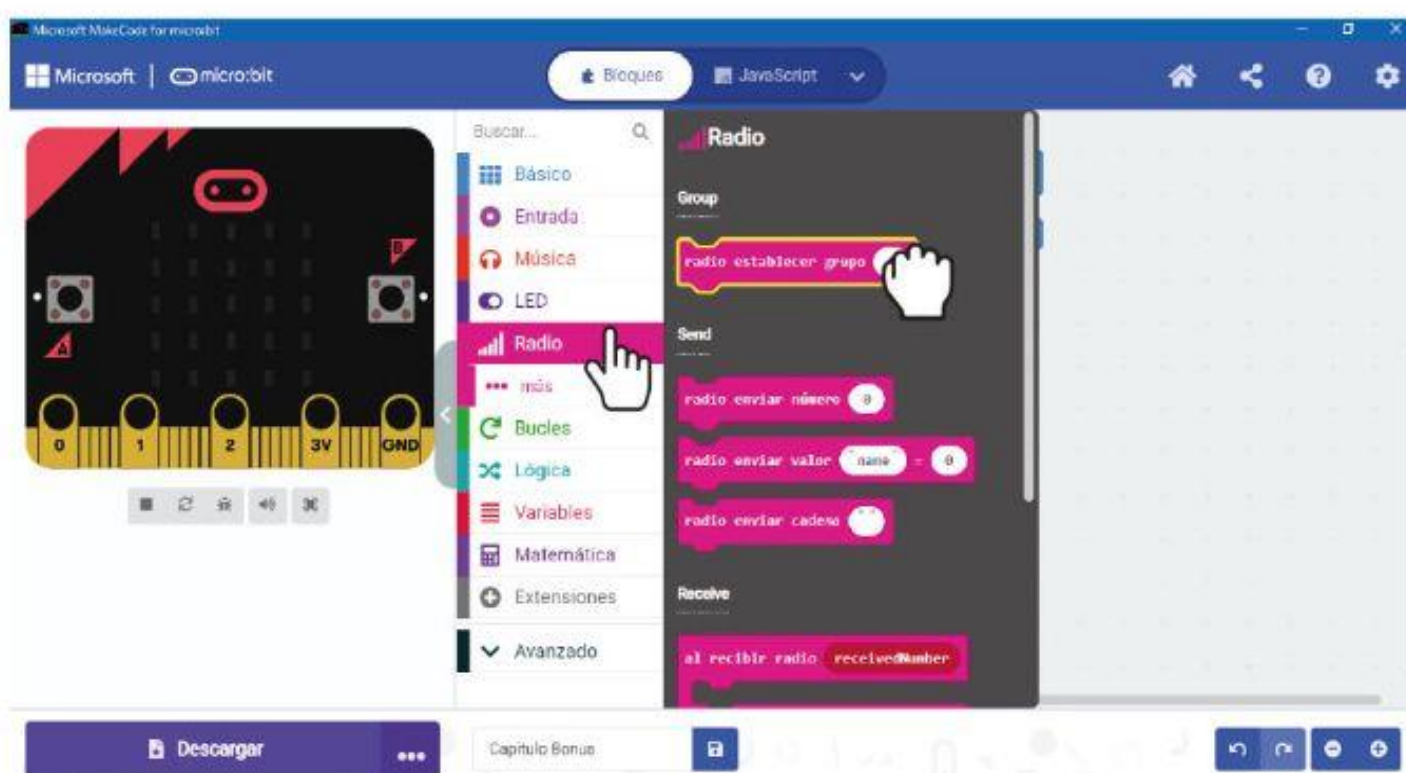 Microsoft MakeCode for micro:bit
Microsoft | micro:bit
Bloques
JavaScript
B
A
0
1
2
3V
GND
Buscar...
Básico
Entrada
Música
LED
Radio
más
Bucles
Lógica
Variables
Matemática
Extensiones
Avanzado
Radio
Group
radio establecer grupo
Send
radio enviar número 0
radio enviar valor "name" = 0
radio enviar cadena " "
Receive
al recibir radio receivedNumber
Descargar
Capitulo Bonus